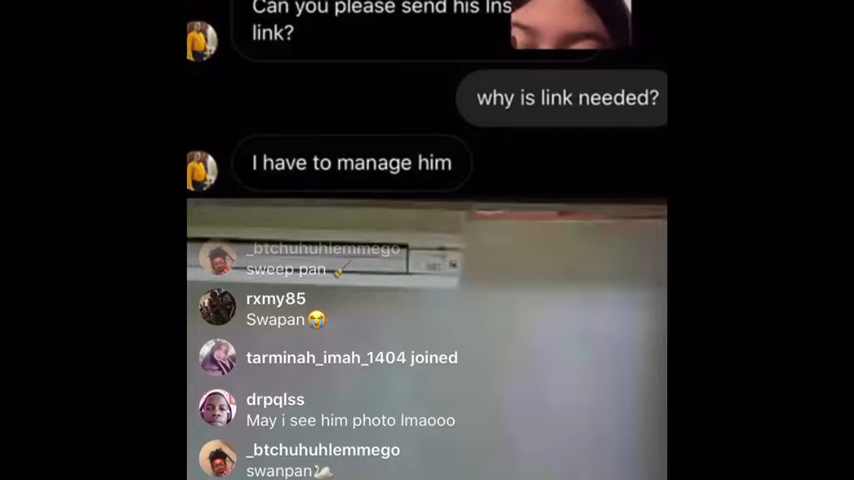 Can you please send his Ins
link?
why is link needed?
I have to manage him
_btchuhuhlemmego
sweep pan 🧹
rxmy85
Swapan😭
tarminah_imah_1404 joined
drpqlss
May i see him photo lmaooo
_btchuhuhlemmego
swanpan🦢